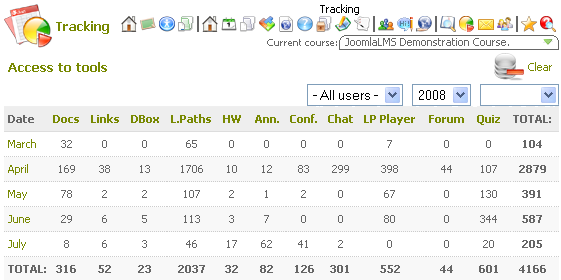 Tracking
Tracking
Current course: JoomlaLMS Demonstration Course.
Access to tools
Clear
- All users - 2008
Date Docs Links DBox L.Paths HW Ann. Conf. Chat LP Player Forum Quiz TOTAL:
March 32 0 0 65 0 0 0 0 7 0 0 104
April 169 38 13 1706 10 12 83 299 398 44 107 2879
May 78 2 2 107 2 1 2 0 67 0 130 391
June 29 6 5 113 3 7 0 0 80 0 344 587
July 8 6 3 46 17 62 41 2 0 0 20 205
TOTAL: 316 52 23 2037 32 82 126 301 552 44 601 4166